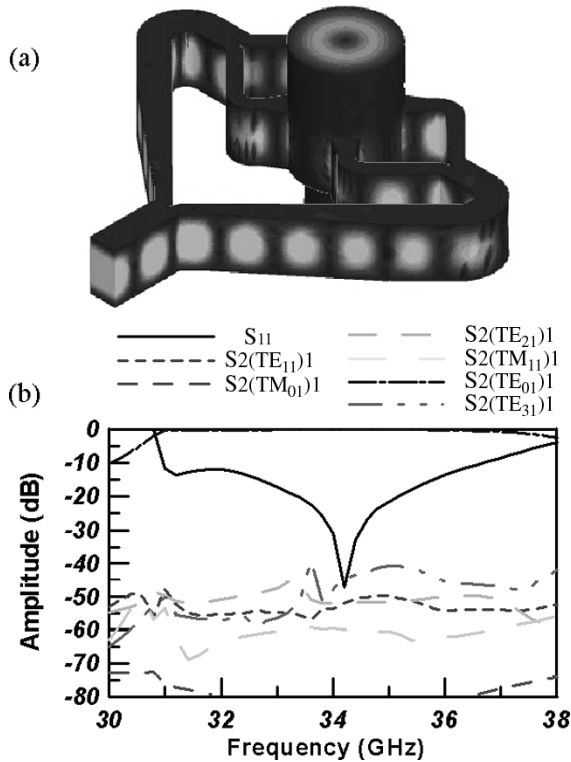 (a)
S11
S2(TE11)1
S2(TM01)1
S2(TE21)1
S2(TM11)1
S2(TE01)1
S2(TE31)1
(b)
Amplitude (dB)
0
-10
-20
-30
-40
-50
-60
-70
-80
30
32
34
36
38
Frequency (GHz)